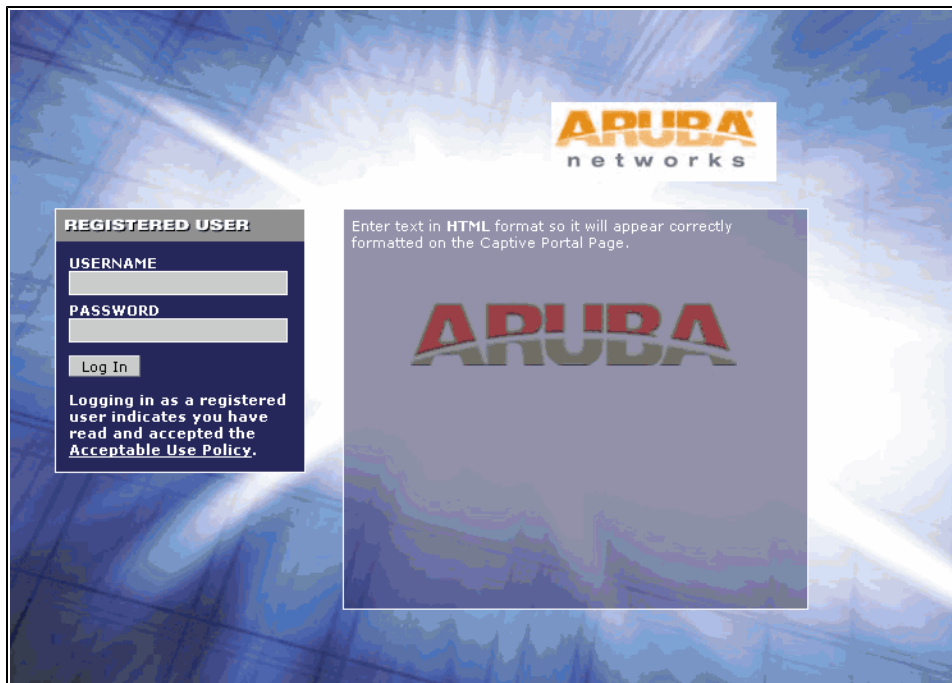 ARUBA
networks
REGISTERED USER
USERNAME
PASSWORD
Log In
Logging in as a registered
user indicates you have
read and accepted the
Acceptable Use Policy.
Enter text in HTML format so it will appear correctly
formatted on the Captive Portal Page.
ARUBA